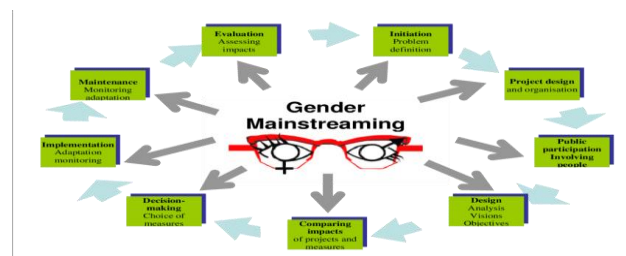 Evaluation
Assessing
impacts
Initiation
Problem
definition
Maintenance
Monitoring
adaptation
Project design
and organisation
Gender
Mainstreaming
Implementation
Adaptation
monitoring
Public
participation
Involving
people
Decision-
making
Choice of
measures
Comparing
impacts
of projects and
measures
Design
Analysis
Visions
Objectives